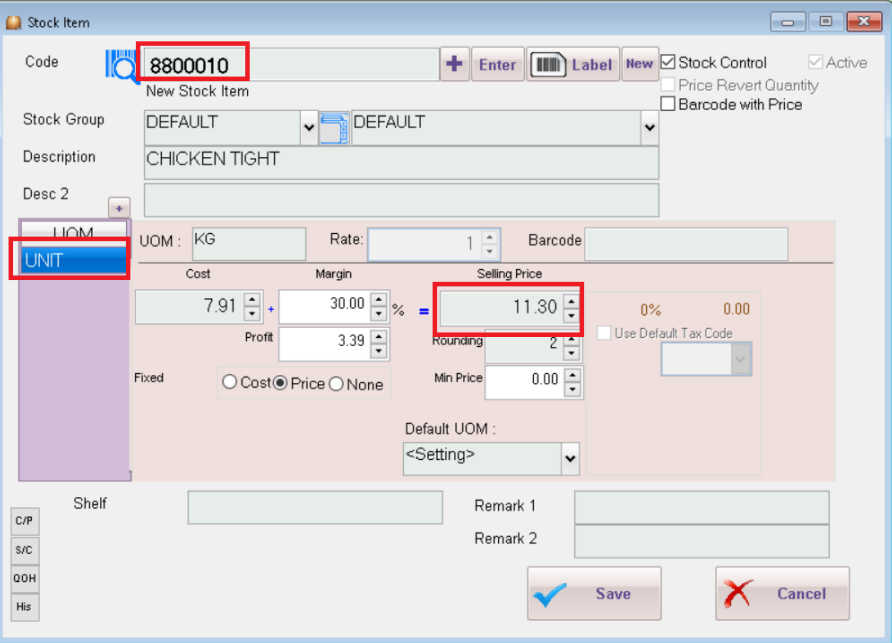 Stock Item
Code 8800010 + Enter Label New Stock Control Active
New Stock Item Price Revert Quantity
Barcode with Price
Stock Group DEFAULT DEFAULT
Description CHICKEN TIGHT
Desc 2
+
UOM
UNIT
UOM : KG Rate: 1 Barcode
Cost Margin Selling Price
7.91 + 30.00 % = 11.30 0% 0.00
Profit 3.39 Rounding 2 Use Default Tax Code
Fixed Cost Price None Min Price 0.00
Default UOM :
<Setting>
Shelf Remark 1
Remark 2
C/P
S/C
QOH
His
Save Cancel